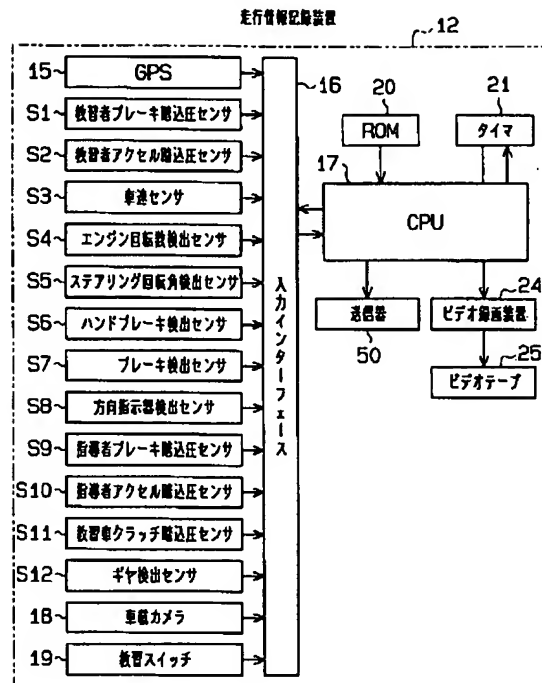 走行情報記録装置
12
15 GPS
S1 教習者ブレーキ踏込圧センサ
S2 教習者アクセル踏込圧センサ
S3 車速センサ
S4 エンジン回転数検出センサ
S5 ステアリング回転角検出センサ
S6 ハンドブレーキ検出センサ
S7 ブレーキ検出センサ
S8 方向指示器検出センサ
S9 指導者ブレーキ踏込圧センサ
S10 指導者アクセル踏込圧センサ
S11 教習車クラッチ踏込圧センサ
S12 ギヤ検出センサ
18 車載カメラ
19 教習スイッチ
16
入力インターフェース
20
ROM
21
タイマ
17
CPU
送信器
50
24
ビデオ録画装置
25
ビデオテープ